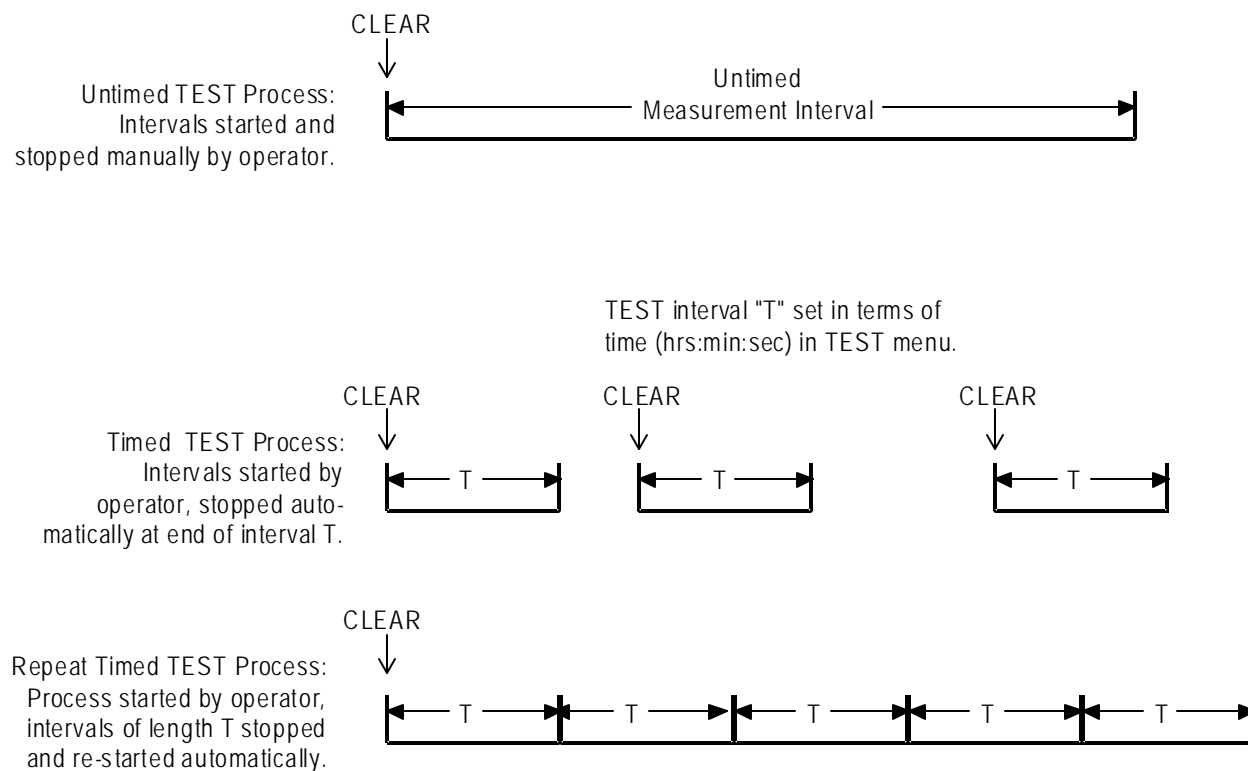 CLEAR
Untimed TEST Process:
Intervals started and
stopped manually by operator.
Untimed
Measurement Interval
TEST interval "T" set in terms of
time (hrs:min:sec) in TEST menu.
CLEAR
CLEAR
CLEAR
Timed TEST Process:
Intervals started by
operator, stopped auto-
matically at end of interval T.
T
T
T
CLEAR
Repeat Timed TEST Process:
Process started by operator,
intervals of length T stopped
and re-started automatically.
T
T
T
T
T